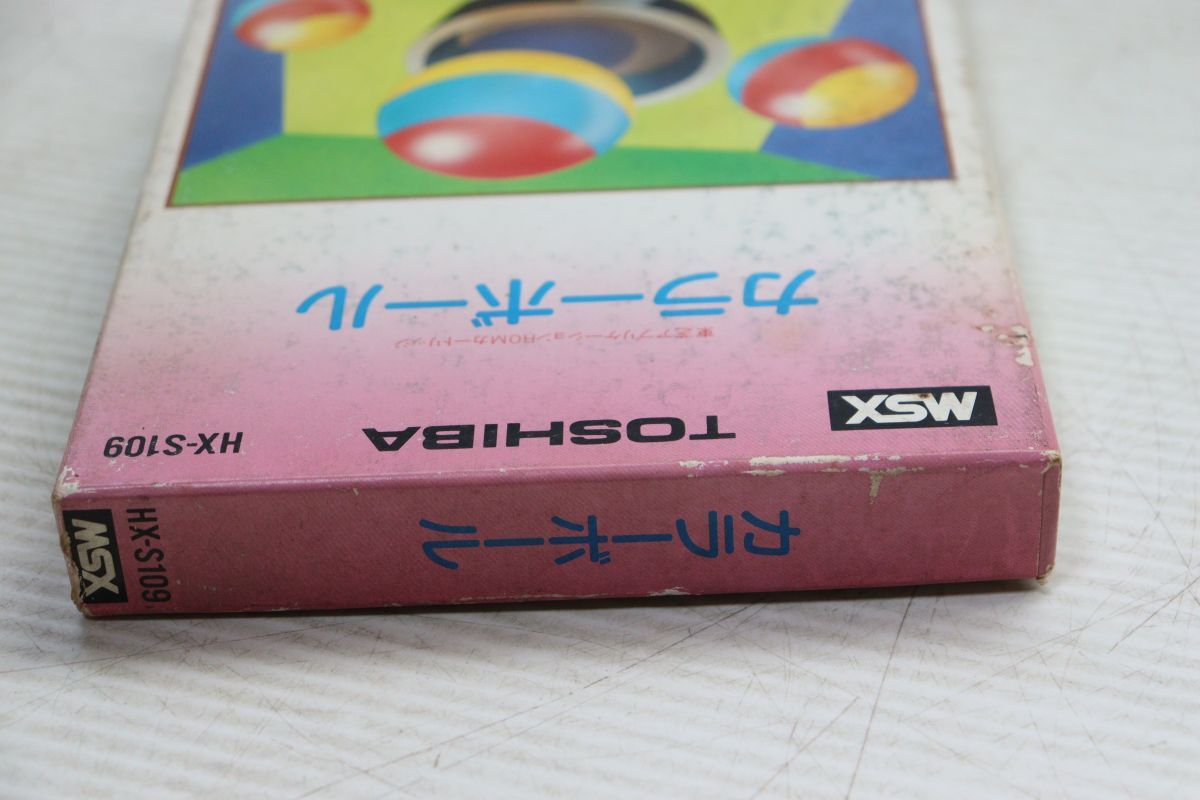 MSX
TOSHIBA
HX-S109
東芝アプリケーションROMカートリッジ
カラーボール
カラーボール
HX-S109
MSX